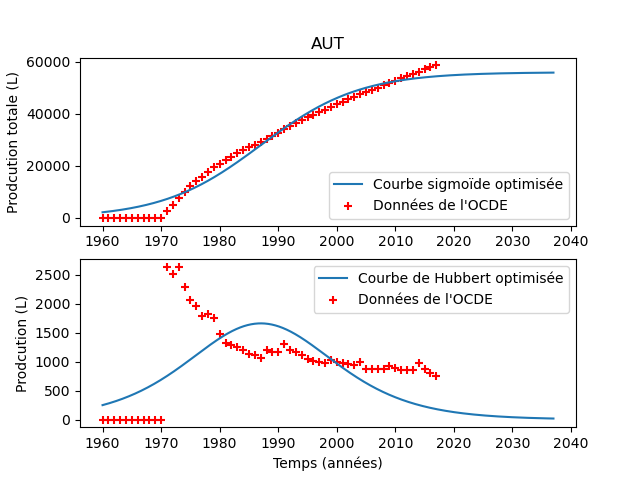 AUT
Prodcution totale (L)
60000
40000
20000
0
Courbe sigmoïde optimisée
Données de l'OCDE
1960 1970 1980 1990 2000 2010 2020 2030 2040
Prodcution (L)
2500
2000
1500
1000
500
0
Courbe de Hubbert optimisée
Données de l'OCDE
1960 1970 1980 1990 2000 2010 2020 2030 2040
Temps (années)